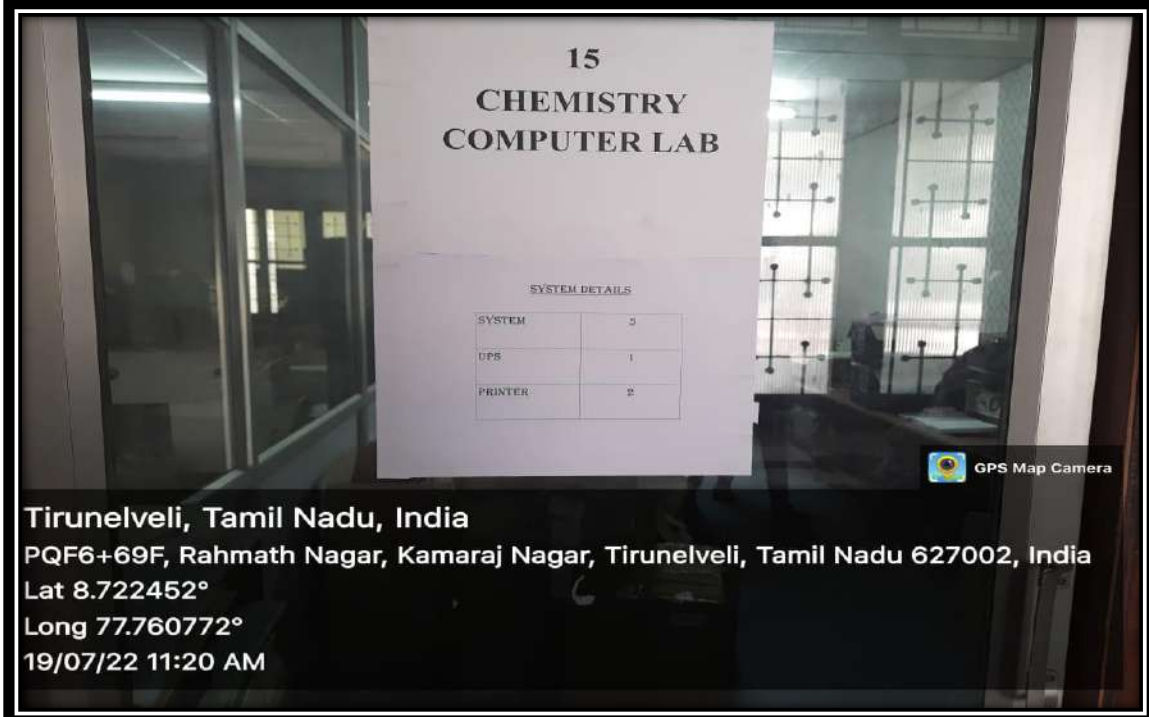 15
CHEMISTRY
COMPUTER LAB
SYSTEM DETAILS
SYSTEM 5
UPS 1
PRINTER 2
GPS Map Camera
Tirunelveli, Tamil Nadu, India
PQF6+69F, Rahmath Nagar, Kamaraj Nagar, Tirunelveli, Tamil Nadu 627002, India
Lat 8.722452°
Long 77.760772°
19/07/22 11:20 AM